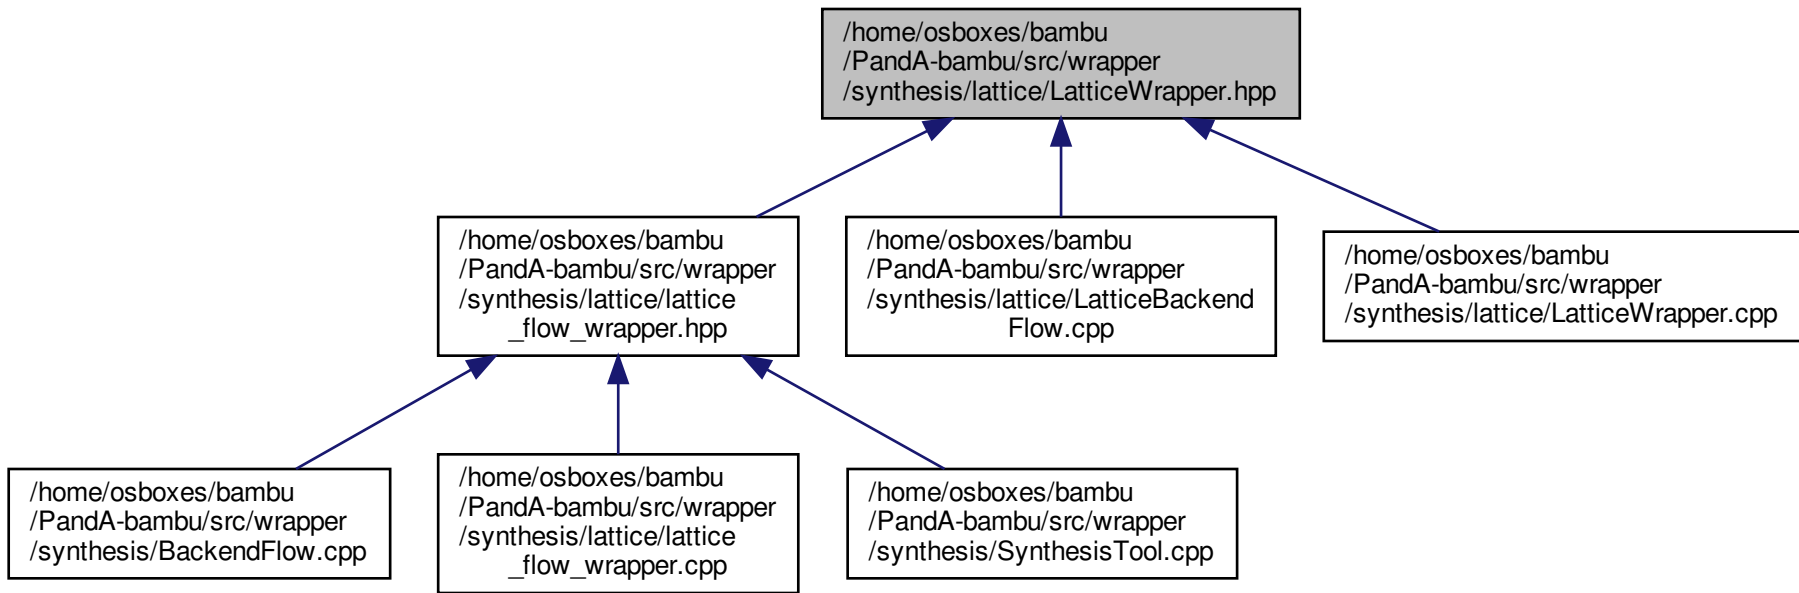 /home/osboxes/bambu
/PandA-bambu/src/wrapper
/synthesis/lattice/LatticeWrapper.hpp
/home/osboxes/bambu
/PandA-bambu/src/wrapper
/synthesis/lattice/lattice
_flow_wrapper.hpp
/home/osboxes/bambu
/PandA-bambu/src/wrapper
/synthesis/lattice/LatticeBackend
Flow.cpp
/home/osboxes/bambu
/PandA-bambu/src/wrapper
/synthesis/lattice/LatticeWrapper.cpp
/home/osboxes/bambu
/PandA-bambu/src/wrapper
/synthesis/BackendFlow.cpp
/home/osboxes/bambu
/PandA-bambu/src/wrapper
/synthesis/lattice/lattice
_flow_wrapper.cpp
/home/osboxes/bambu
/PandA-bambu/src/wrapper
/synthesis/SynthesisTool.cpp